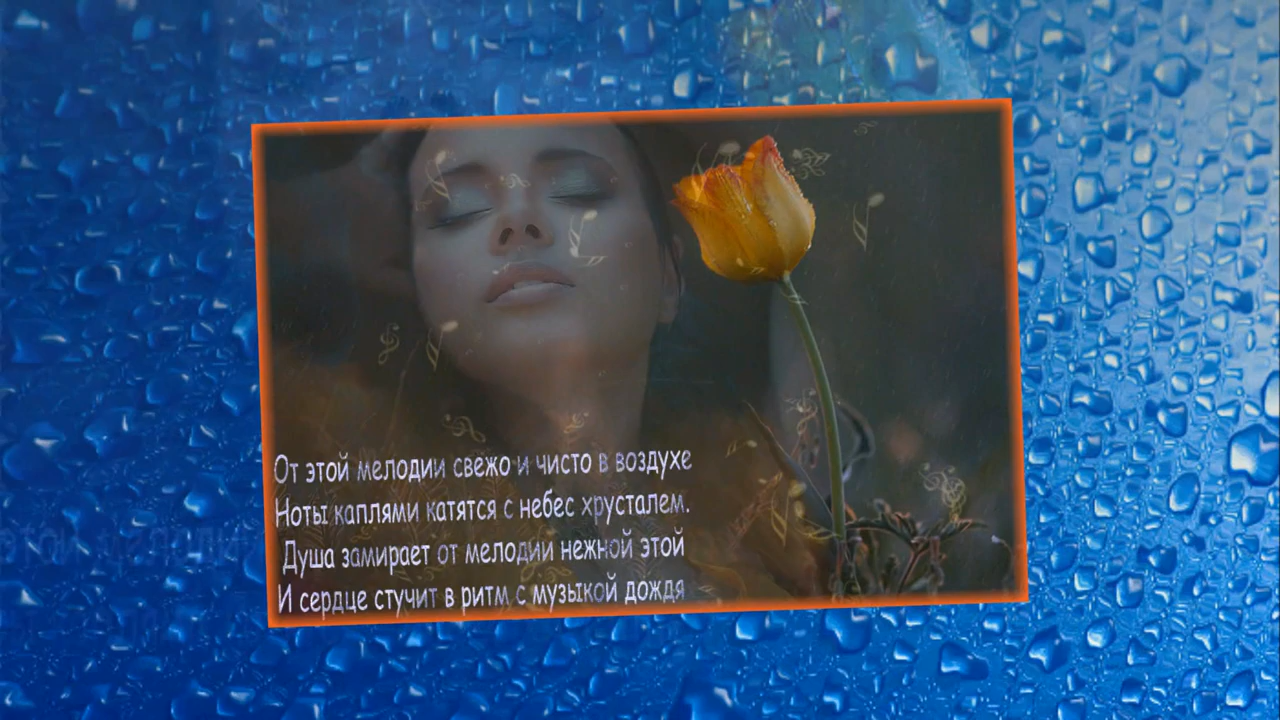 От этой мелодии свежо и чисто в воздухе
Ноты каплями катятся с небес хрусталем.
Душа замирает от мелодии нежной этой
И сердце стучит в ритм с музыкой дождя